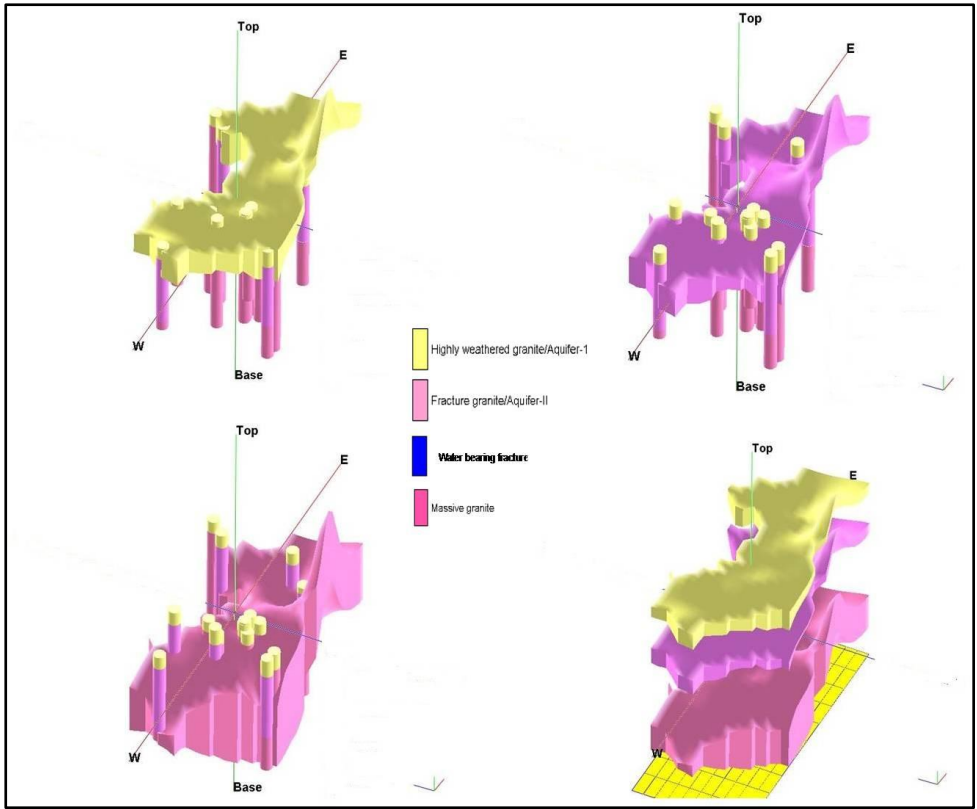 Top
E
W
Base
Top
E
W
Base
Highly weathered granite/Aquifer-1
Fracture granite/Aquifer-II
Water bearing fracture
Massive granite
Top
E
W
Base
Top
E
W